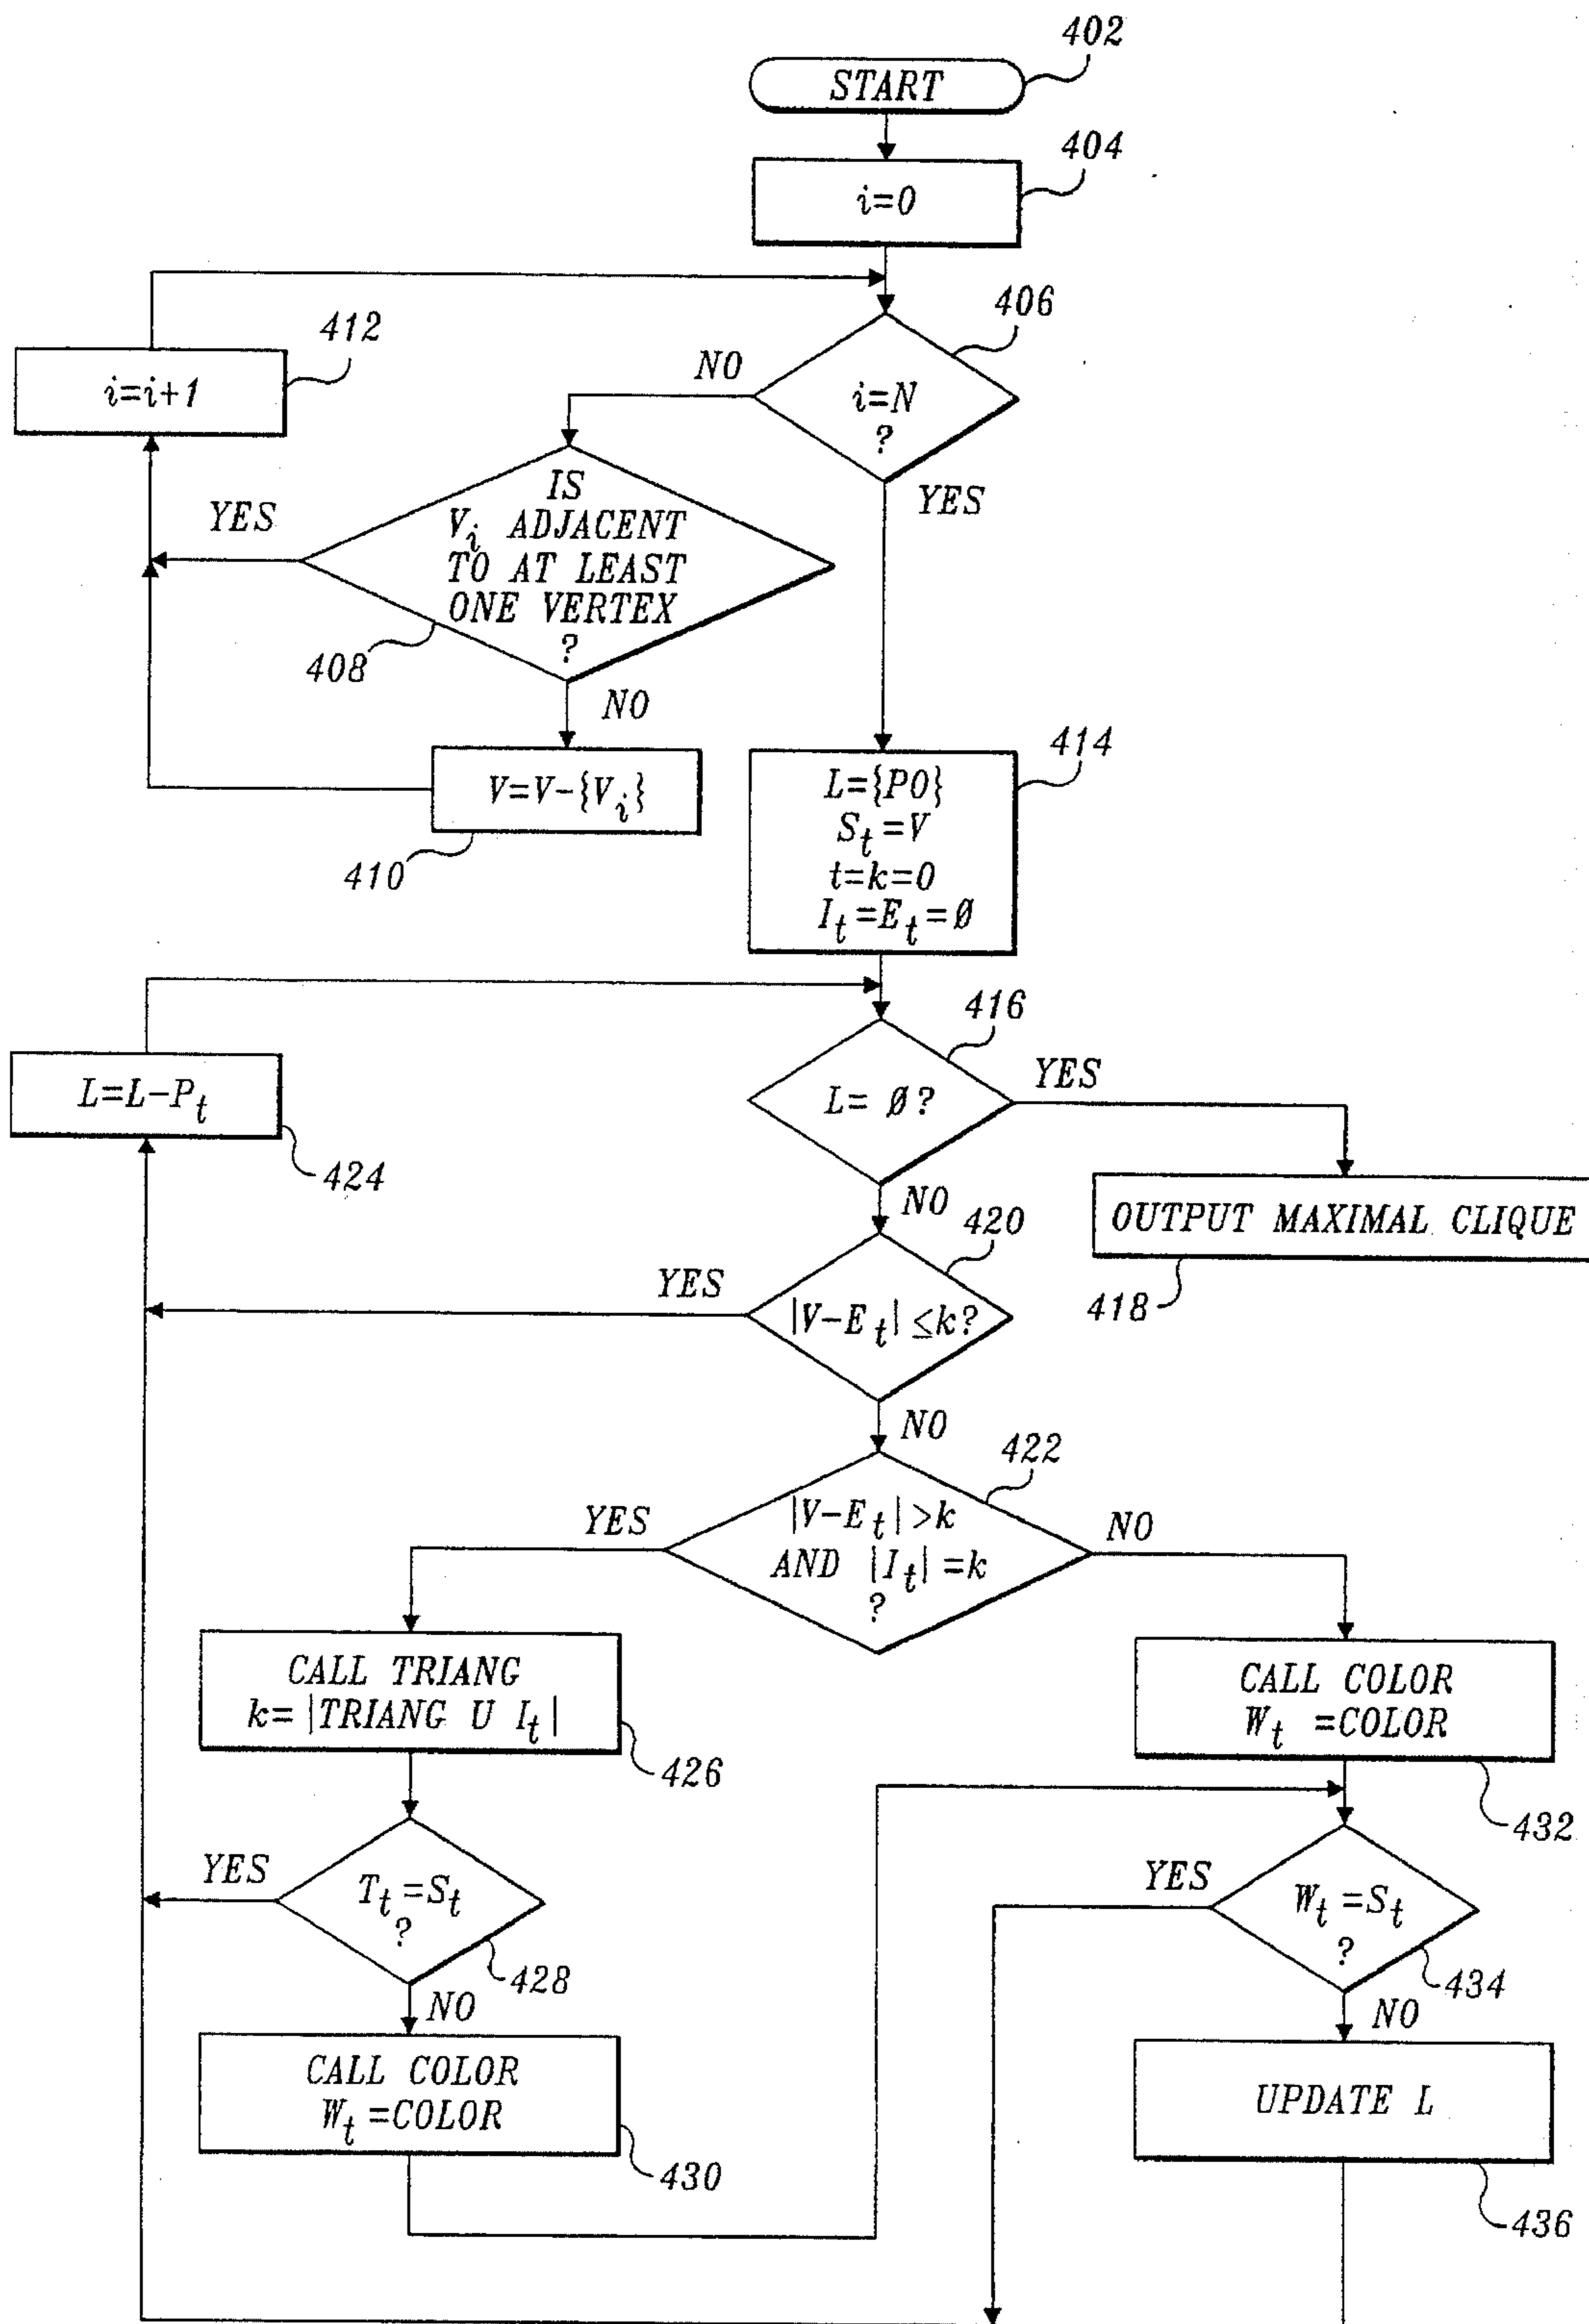 402
START
404
i=0
412
i=i+1
406
NO
i=N
?
YES
IS
V_i ADJACENT
TO AT LEAST
ONE VERTEX
?
YES
408
NO
V=V-{V_i}
410
414
L={P0}
S_t=V
t=k=0
I_t=E_t=Ø
416
L= Ø?
YES
L=L-P_t
424
NO
OUTPUT MAXIMAL CLIQUE
418
420
YES
|V-E_t| ≤k?
NO
422
|V-E_t| >k
AND |I_t| =k
?
YES
NO
CALL TRIANG
k= |TRIANG U I_t|
426
CALL COLOR
W_t =COLOR
432
YES
T_t=S_t
?
428
NO
YES
W_t=S_t
?
434
NO
CALL COLOR
W_t =COLOR
430
UPDATE L
436